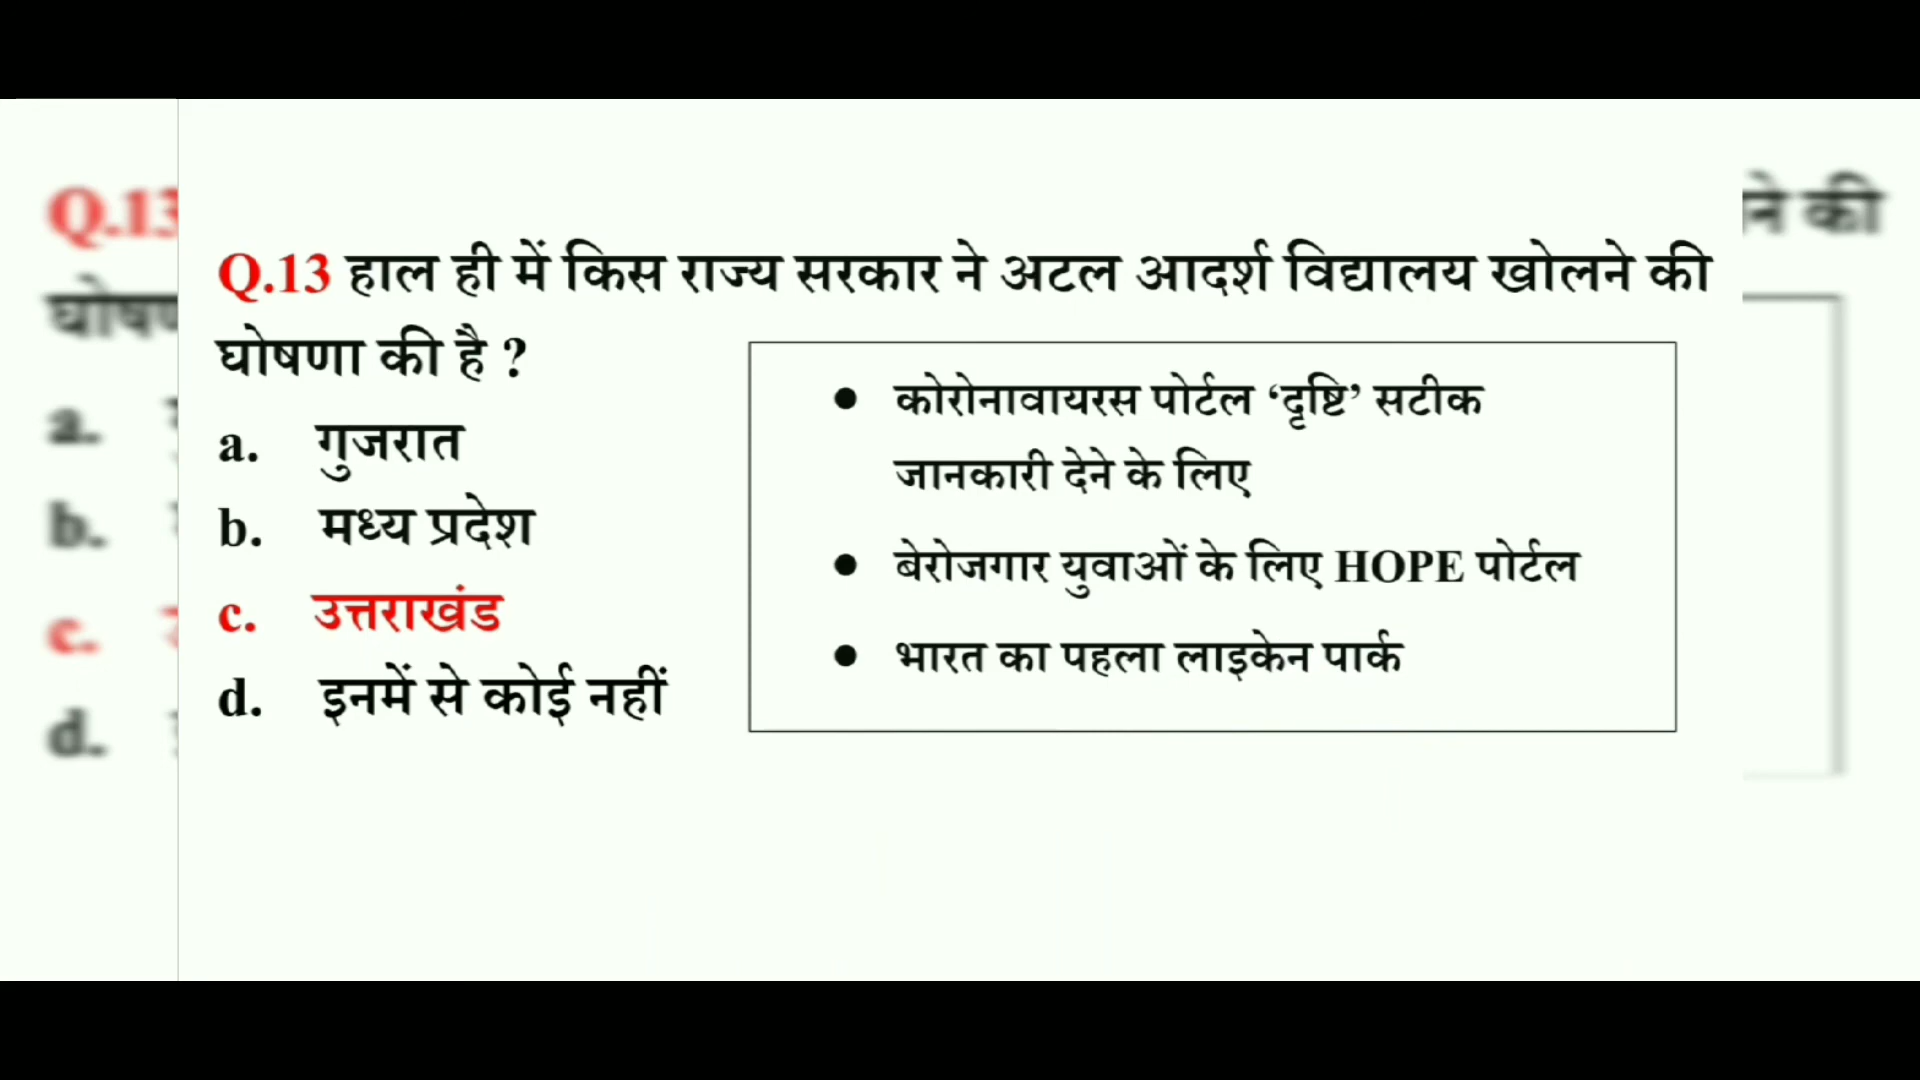 Q.13 हाल ही में किस राज्य सरकार ने अटल आदर्श विद्यालय खोलने की
घोषणा की है ?
a. गुजरात
b. मध्य प्रदेश
c. उत्तराखंड
d. इनमें से कोई नहीं
● कोरोनावायरस पोर्टल ‘दृष्टि’ सटीक
जानकारी देने के लिए
● बेरोजगार युवाओं के लिए HOPE पोर्टल
● भारत का पहला लाइकेन पार्क